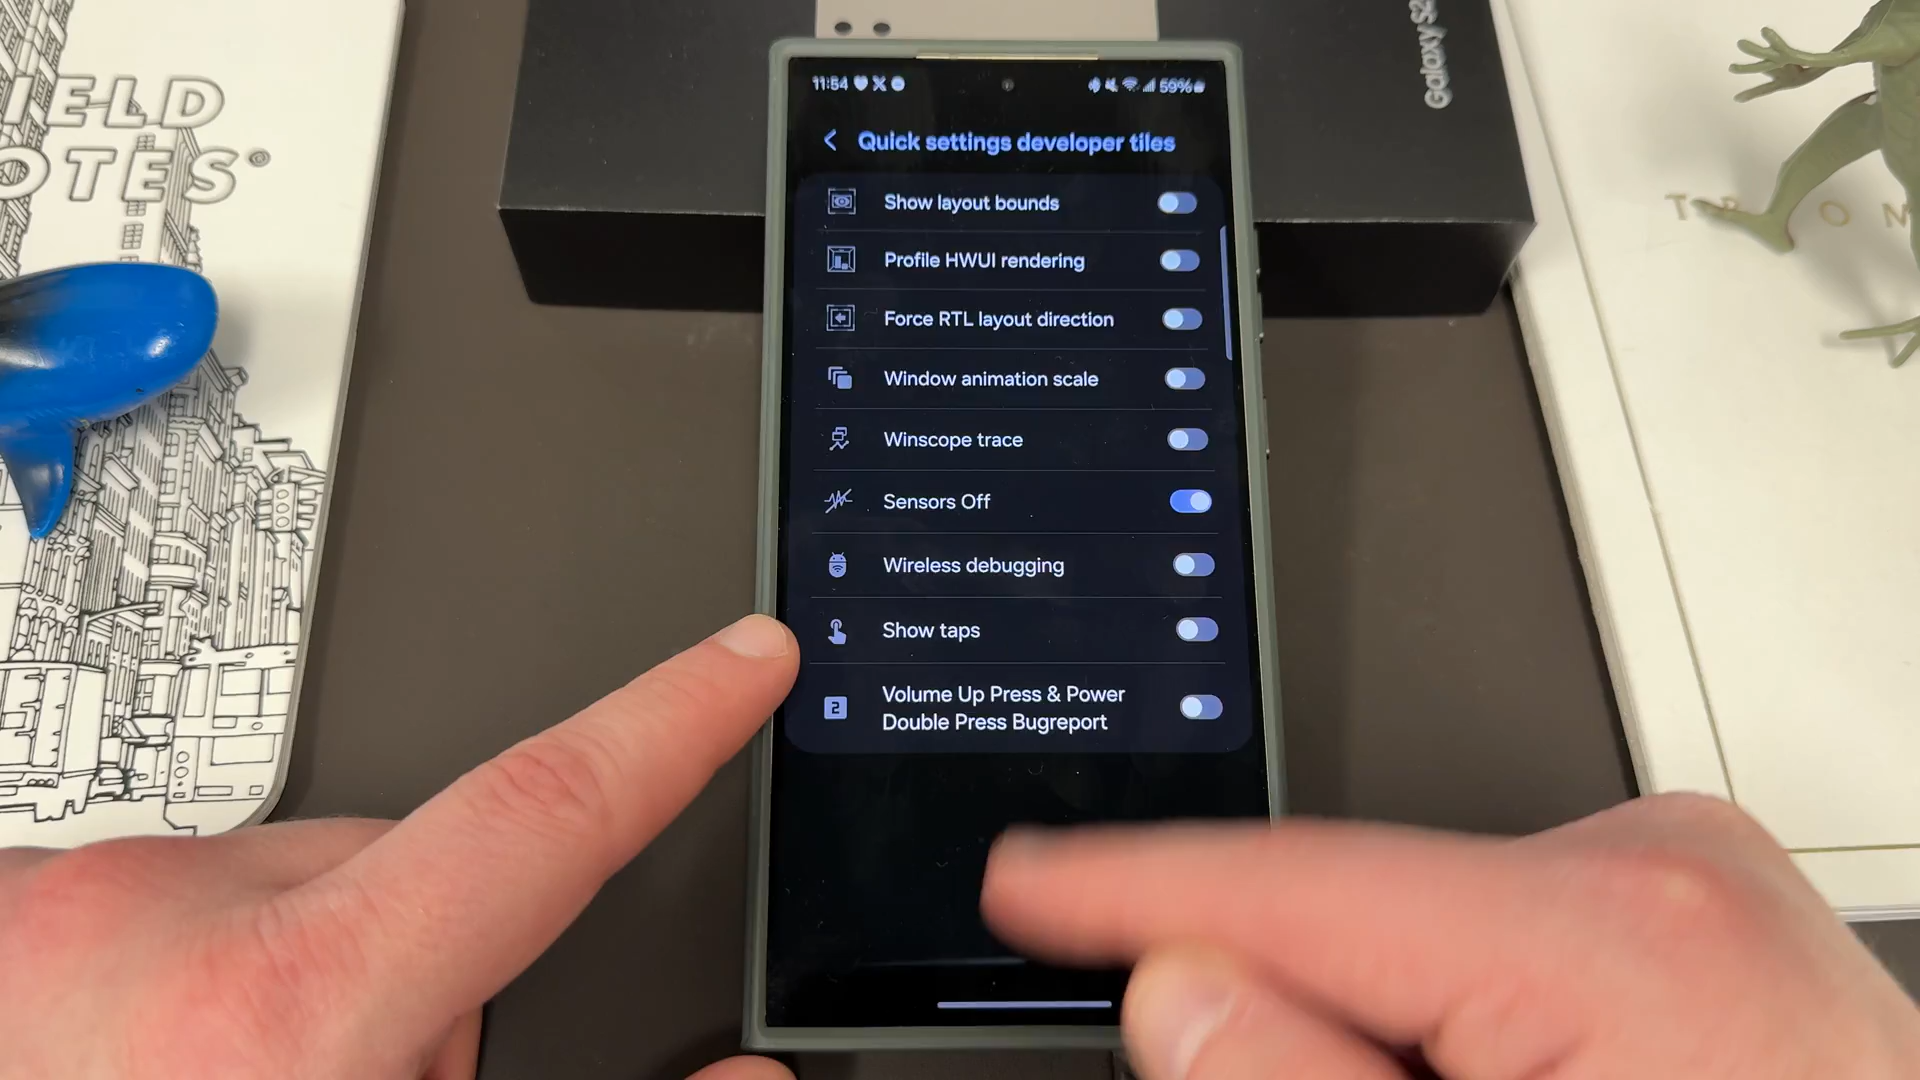 IELD
OTES®
Galaxy S2
11:54
59%
Quick settings developer tiles
Show layout bounds
Profile HWUI rendering
Force RTL layout direction
Window animation scale
Winscope trace
Sensors Off
Wireless debugging
Show taps
2
Volume Up Press & Power
Double Press Bugreport